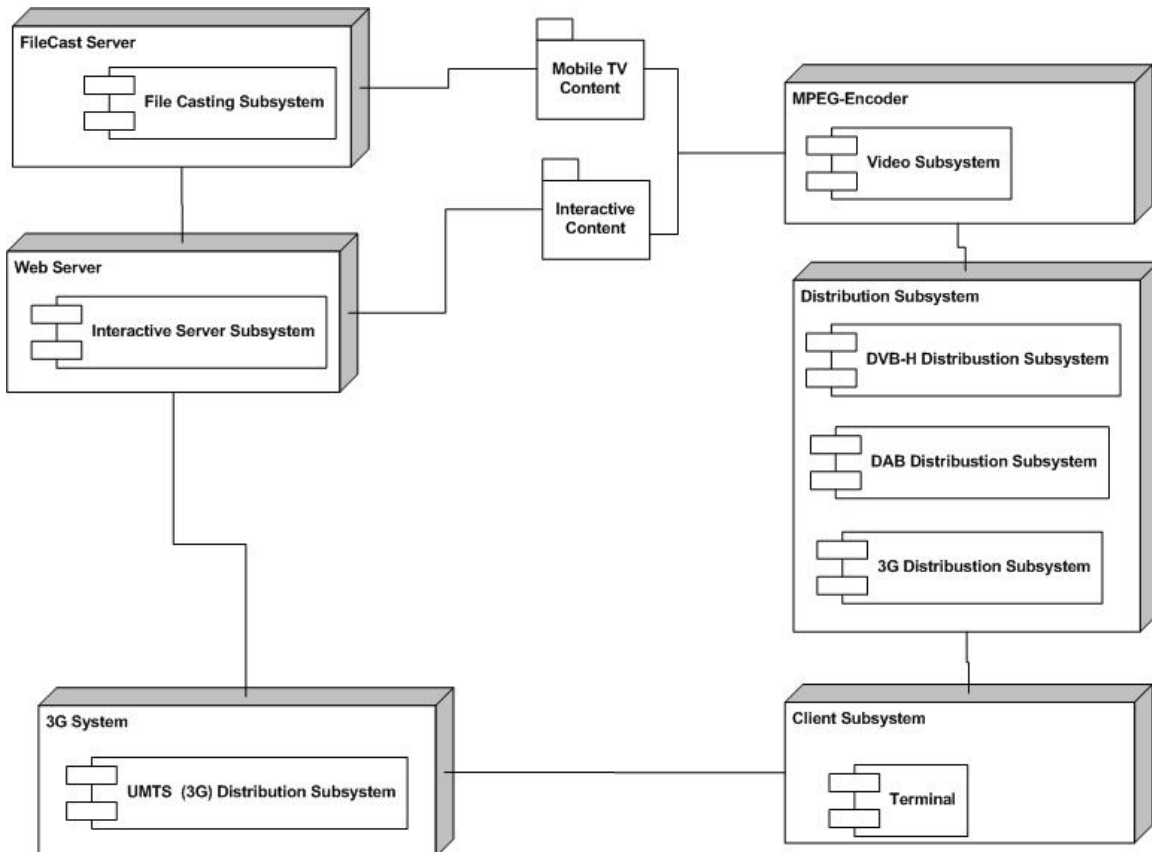 FileCast Server
File Casting Subsystem
Mobile TV
Content
MPEG-Encoder
Video Subsystem
Interactive
Content
Web Server
Interactive Server Subsystem
Distribution Subsystem
DVB-H Distribustion Subsystem
DAB Distribustion Subsystem
3G Distribustion Subsystem
3G System
UMTS (3G) Distribution Subsystem
Client Subsystem
Terminal